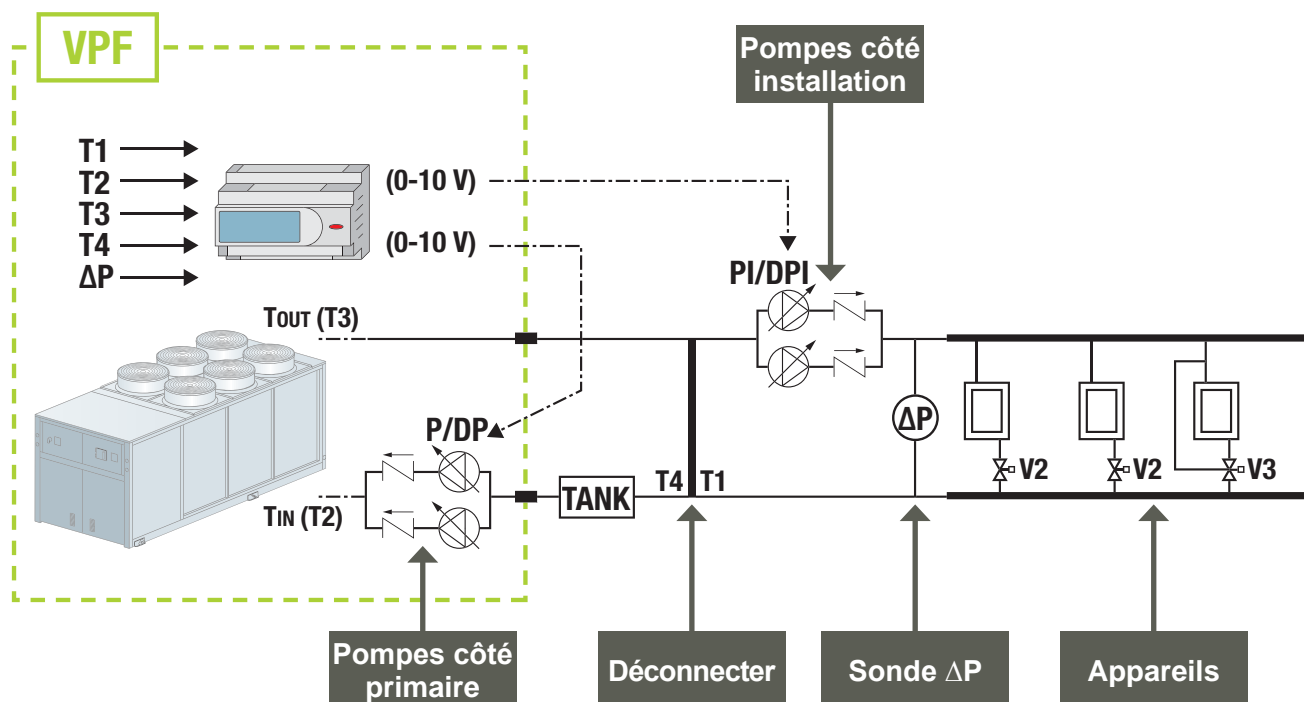 VPF
Pompes côté
installation
T1
T2
T3
T4
ΔP
(0-10 V)
(0-10 V)
PI/DPI
TOUT (T3)
P/DP
ΔP
V2
V2
V3
TIN (T2)
TANK
T4
T1
Pompes côté
primaire
Déconnecter
Sonde ΔP
Appareils